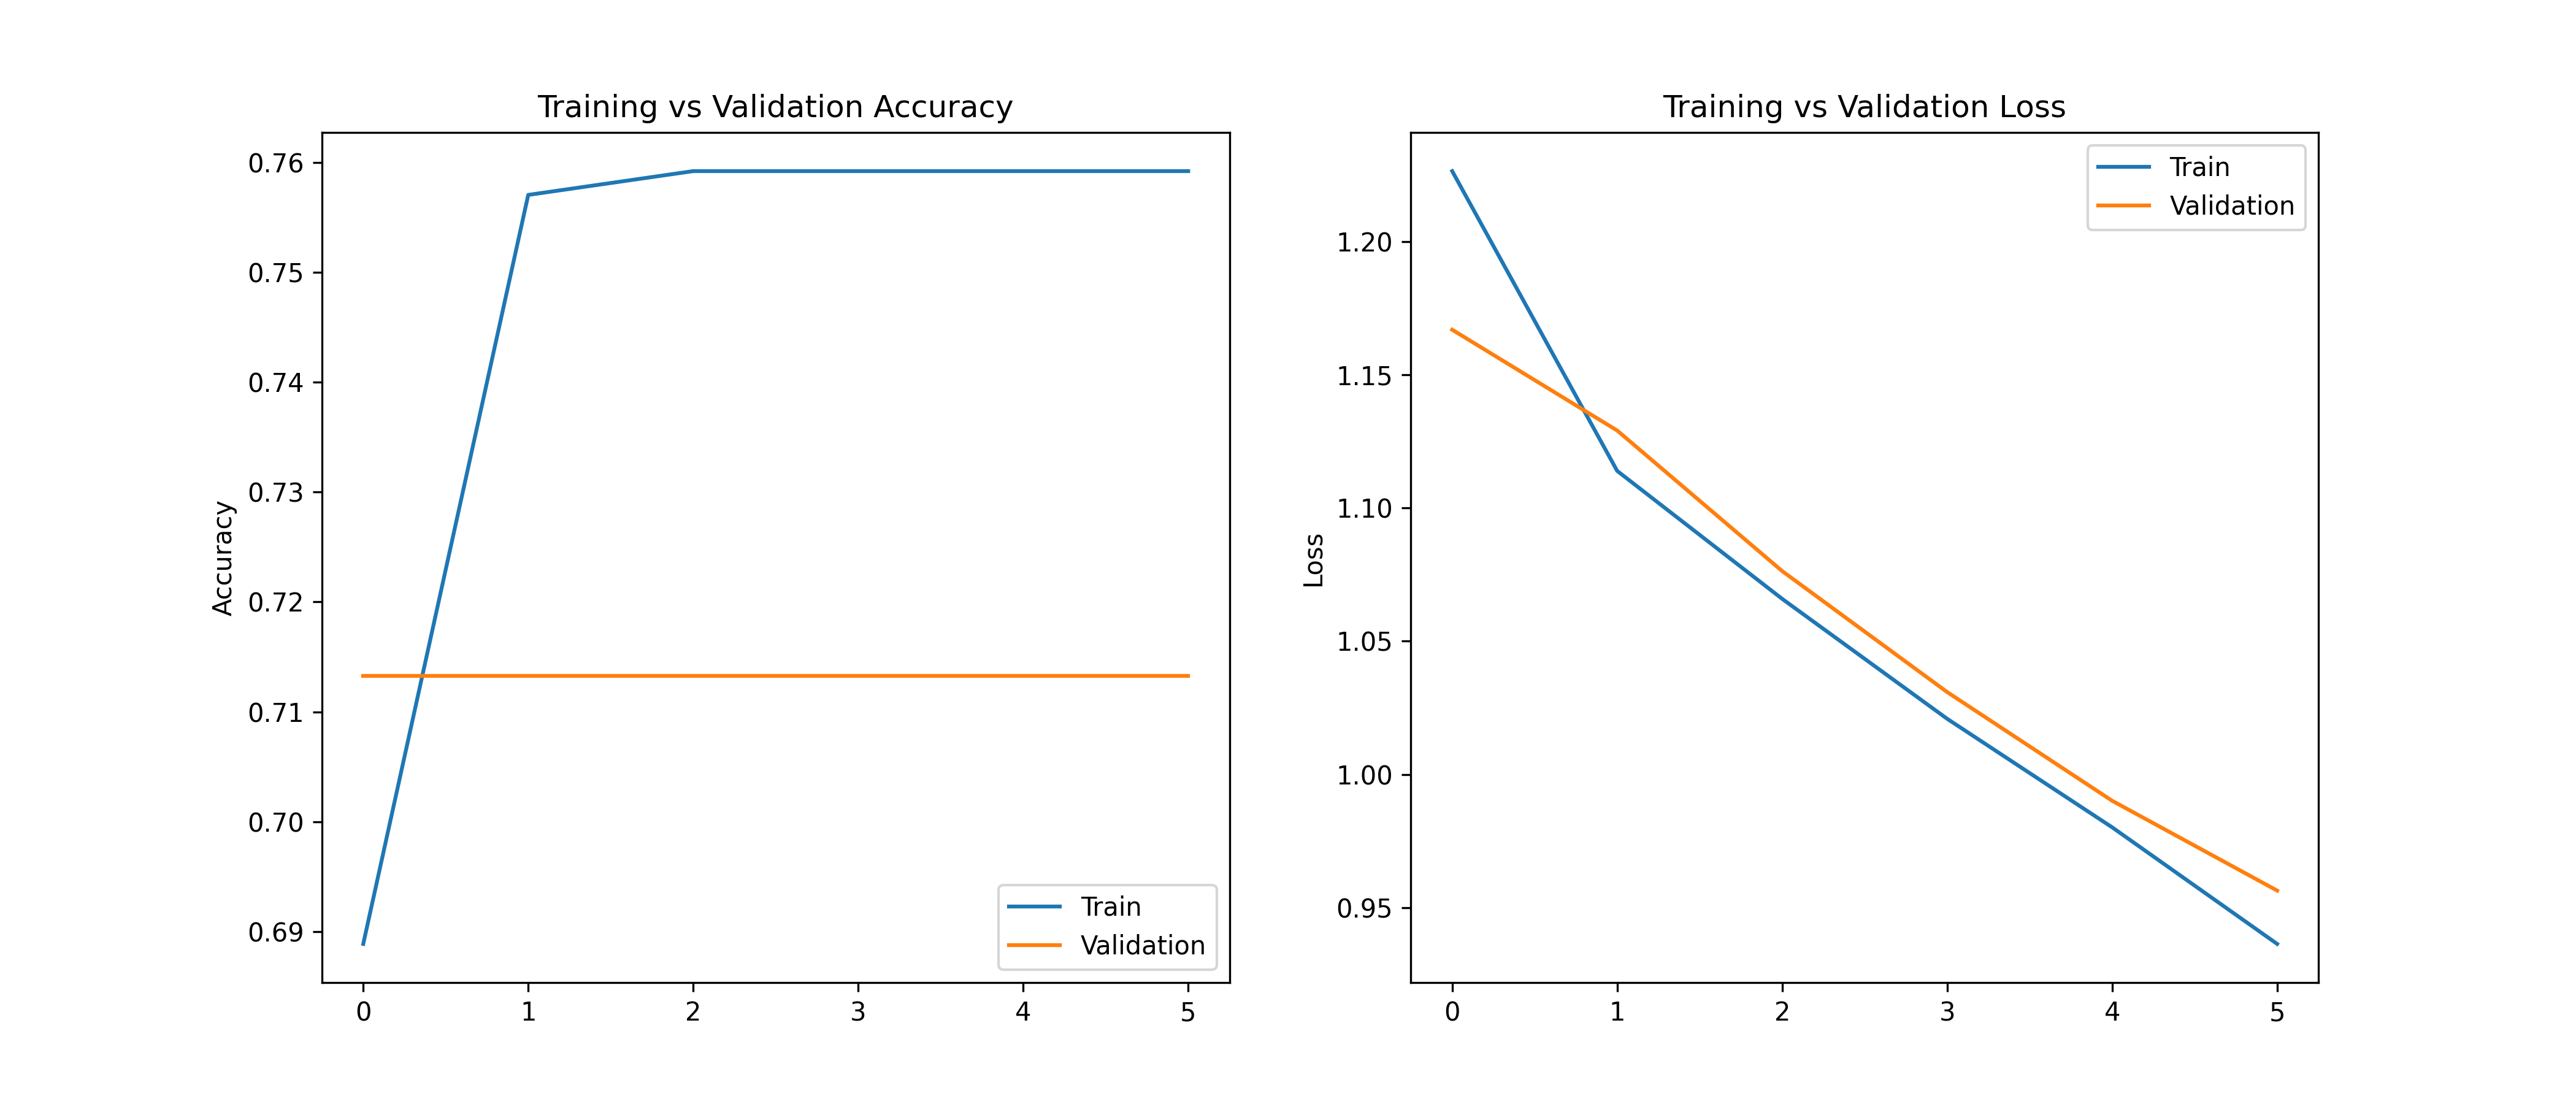 Training vs Validation Accuracy
Accuracy
0.76
0.75
0.74
0.73
0.72
0.71
0.70
0.69
0 1 2 3 4 5
Train
Validation
Training vs Validation Loss
Loss
1.20
1.15
1.10
1.05
1.00
0.95
0 1 2 3 4 5
Train
Validation